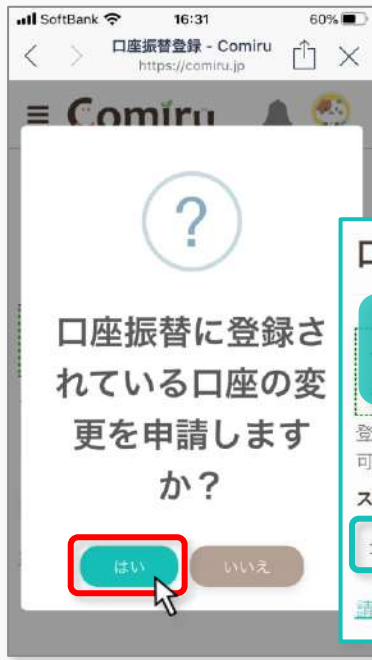 SoftBank 16:31 60%
口座振替登録 - Comiru
https://comiru.jp
Comiru
?
口座振替に登録さ
れている口座の変
更を申請します
か？
はい いいえ
登
可